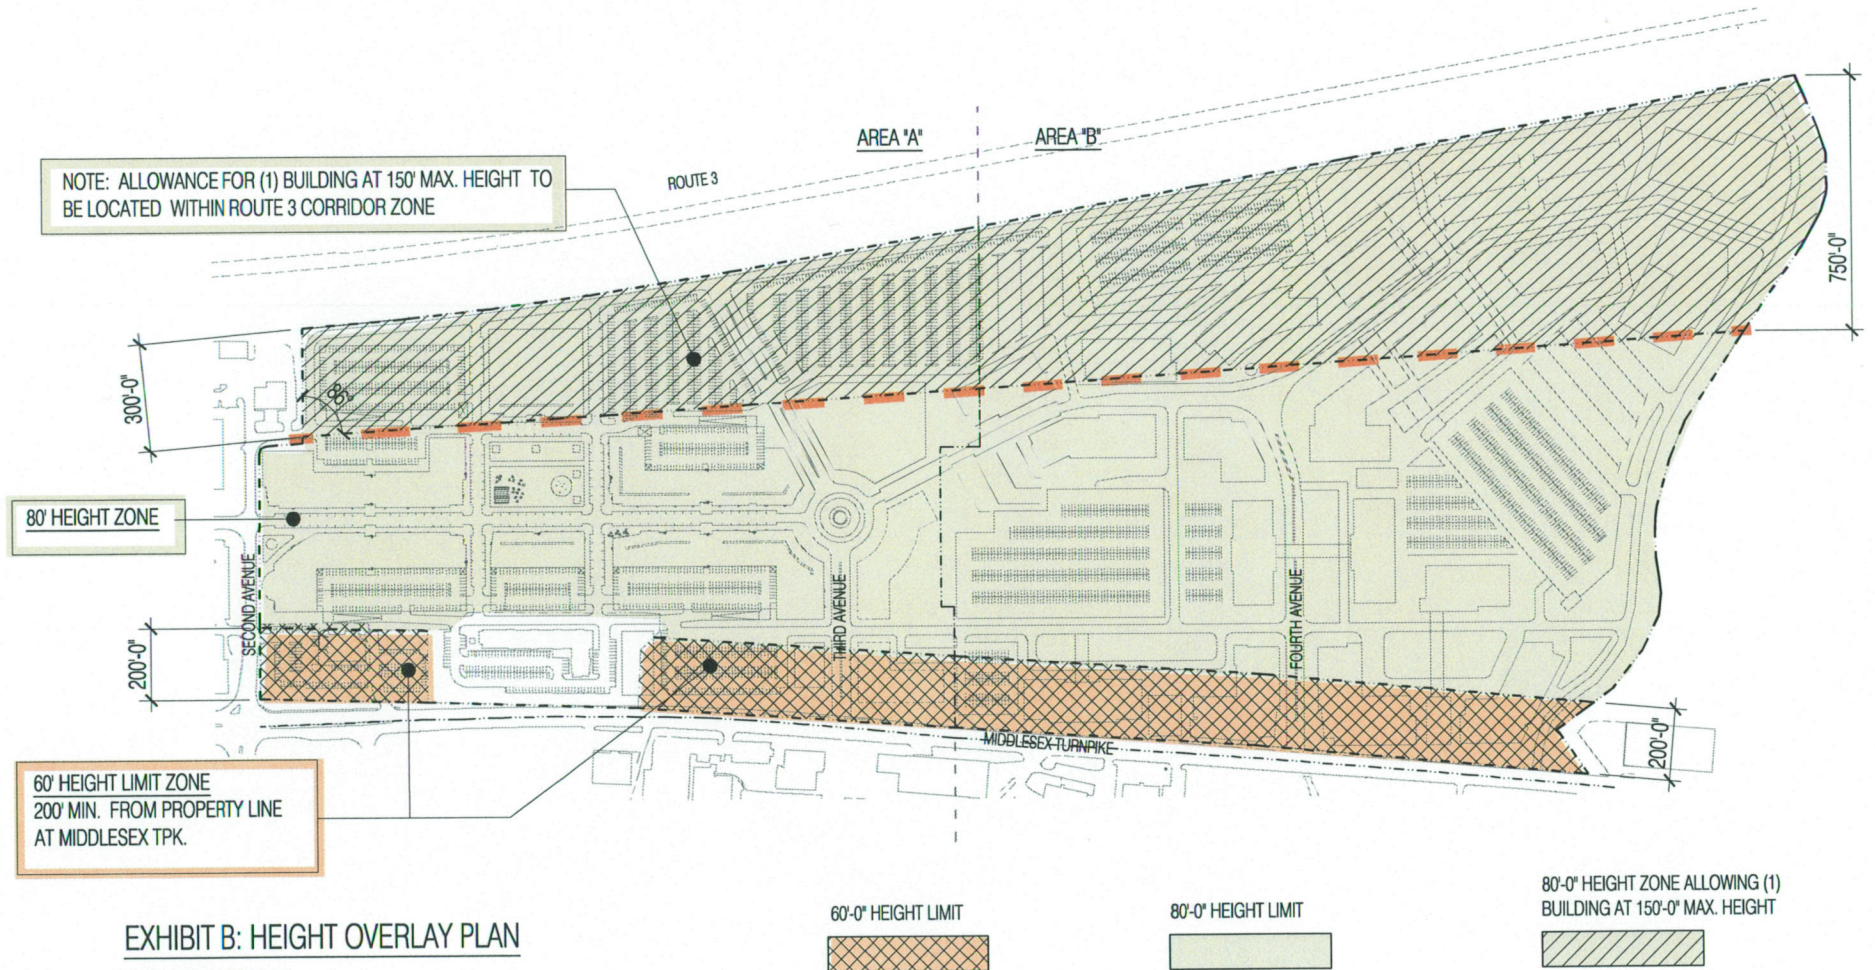 AREA "A"
AREA "B"
ROUTE 3
NOTE: ALLOWANCE FOR (1) BUILDING AT 150' MAX. HEIGHT TO
BE LOCATED WITHIN ROUTE 3 CORRIDOR ZONE
750'-0"
300'-0"
86°
80' HEIGHT ZONE
SECOND AVENUE
THIRD AVENUE
FOURTH AVENUE
200'-0"
200'-0"
MIDDLESEX TURNPIKE
60' HEIGHT LIMIT ZONE
200' MIN. FROM PROPERTY LINE
AT MIDDLESEX TPK.
EXHIBIT B: HEIGHT OVERLAY PLAN
60'-0" HEIGHT LIMIT
80'-0" HEIGHT LIMIT
80'-0" HEIGHT ZONE ALLOWING (1)
BUILDING AT 150'-0" MAX. HEIGHT